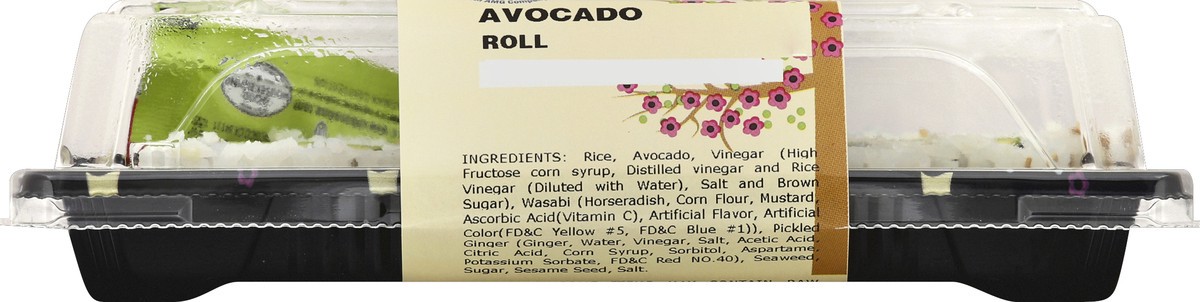 AVOCADO
ROLL
INGREDIENTS: Rice, Avocado, Vinegar (High
Fructose corn syrup, Distilled vinegar and Rice
Vinegar (Diluted with Water), Salt and Brown
Sugar), Wasabi (Horseradish, Corn Flour, Mustard,
Ascorbic Acid(Vitamin C), Artificial Flavor, Artificial
Color(FD&C Yellow #5, FD&C Blue #1)), Pickled
Ginger (Ginger, Water, Vinegar, Salt, Acetic Acid,
Citric Acid, Corn Syrup, Sorbitol, Aspartame,
Potassium Sorbate, FD&C Red NO.40), Seaweed,
Sugar, Sesame Seed, Salt.